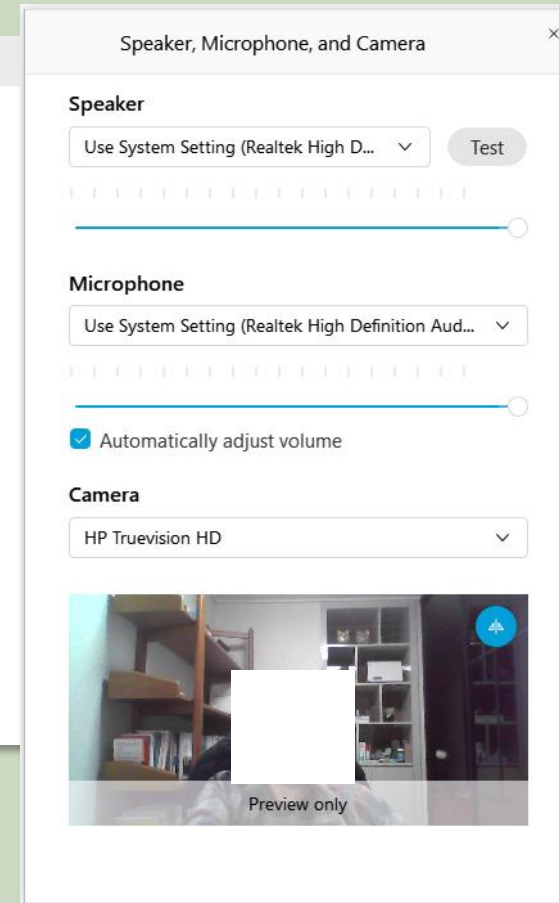 Speaker, Microphone, and Camera
Speaker
Use System Setting (Realtek High D...
Test
Microphone
Use System Setting (Realtek High Definition Aud...
Automatically adjust volume
Camera
HP Truevision HD
Preview only